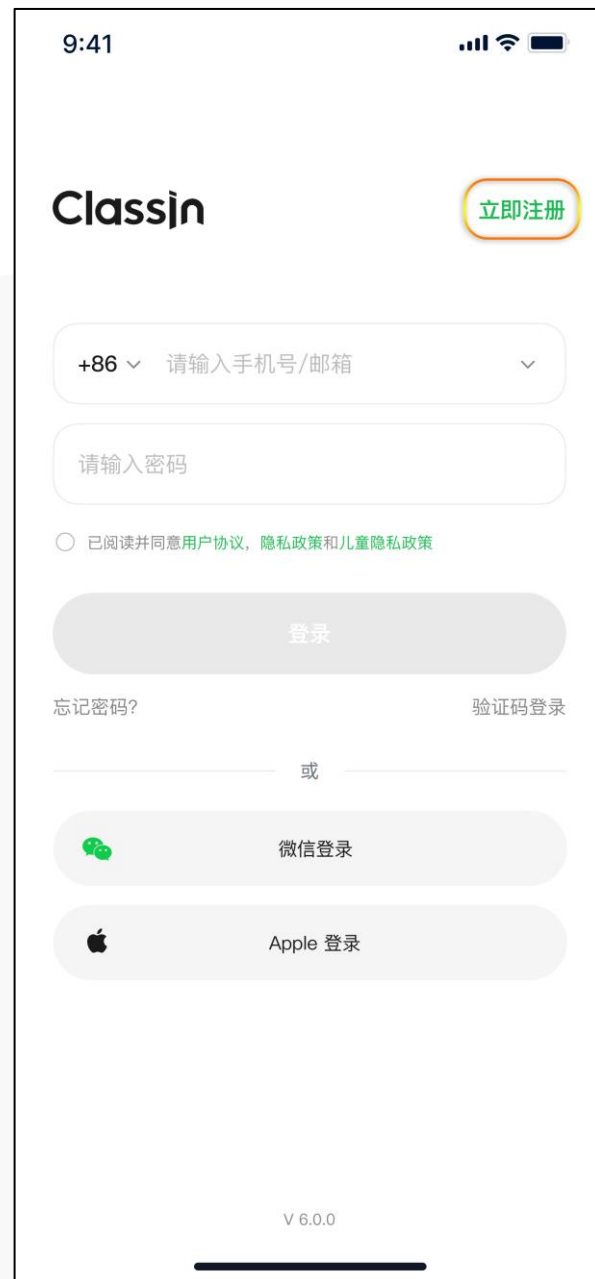 9:41
ClassIn
立即注册
+86 请输入手机号/邮箱
请输入密码
已阅读并同意用户协议，隐私政策和儿童隐私政策
登录
忘记密码? 验证码登录
或
微信登录
Apple 登录
V 6.0.0